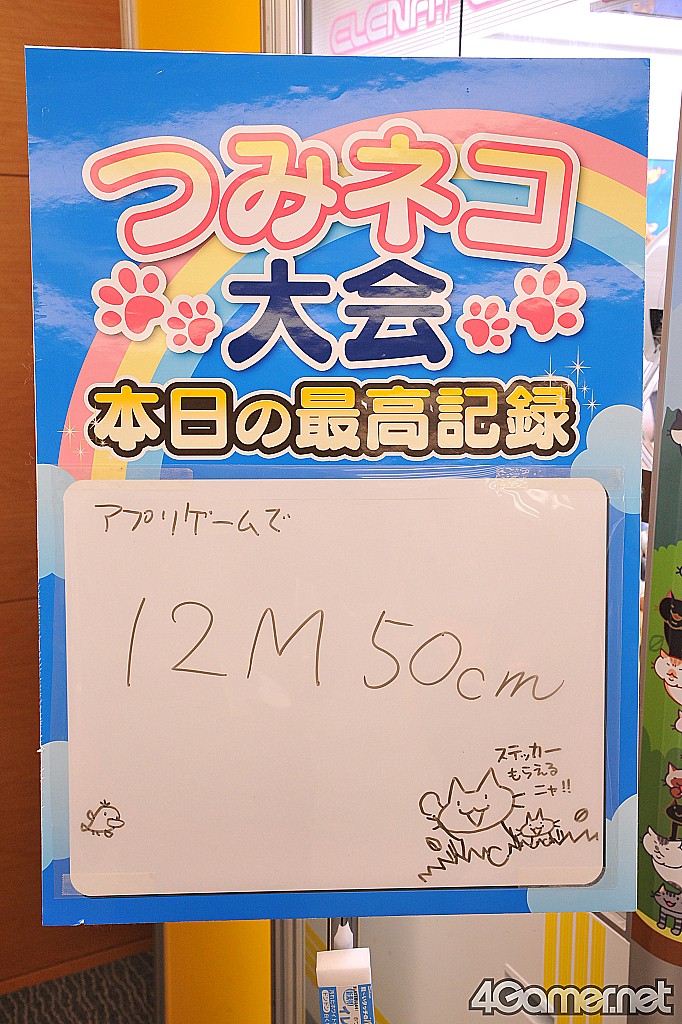 つみネコ
大会
本日の最高記録
アプリゲームで
12M 50cm
ステッカー
もらえる
ニャ!!
4Gamer.net